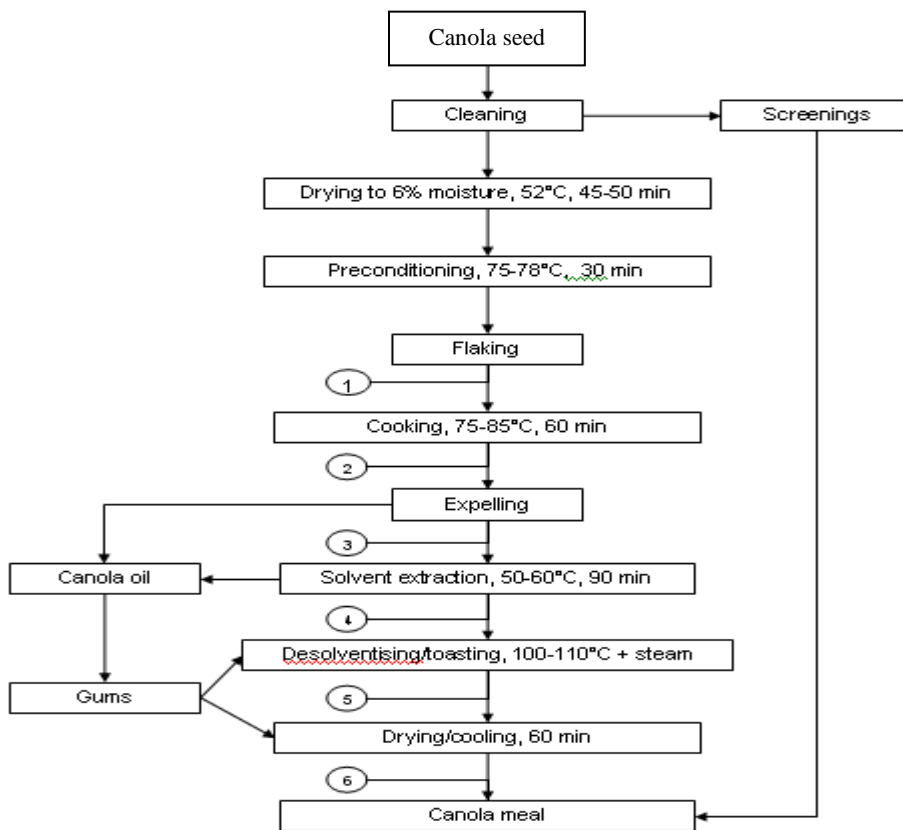 Canola seed
Cleaning
Screenings
Drying to 6% moisture, 52°C, 45-50 min
Preconditioning, 75-78°C, 30 min
Flaking
1
Cooking, 75-85°C, 60 min
2
Expelling
3
Canola oil
Solvent extraction, 50-60°C, 90 min
4
Desolventising/toasting, 100-110°C + steam
Gums
5
Drying/cooling, 60 min
6
Canola meal